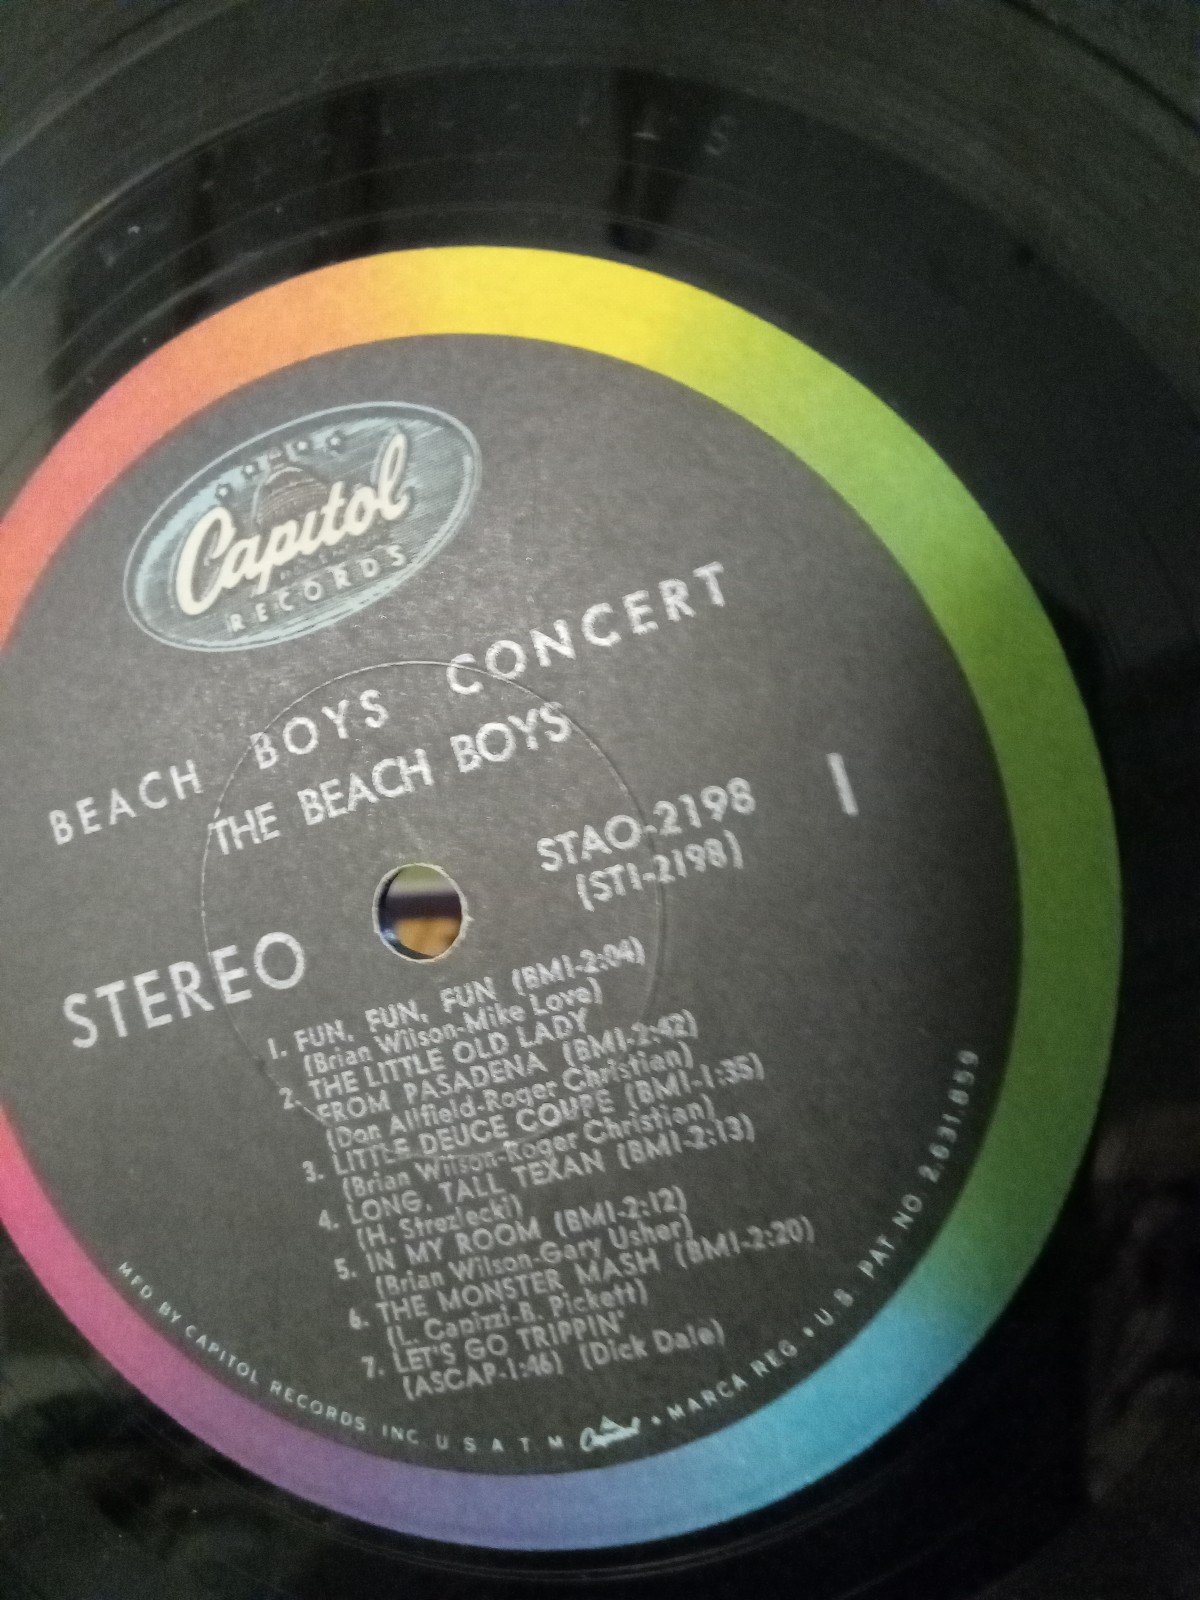 Capitol
RECORDS
BEACH BOYS CONCERT
THE BEACH BOYS
STAO-2198
(STI-2198)
1
STEREO
1. FUN, FUN, FUN (BMI-2:04)
(Brian Wilson-Mike Love)
2. THE LITTLE OLD LADY
FROM PASADENA (BMI-2:42)
(Don Altfield-Roger Christian)
3. LITTLE DEUCE COUPE (BMI-1:35)
(Brian Wilson-Roger Christian)
4. LONG, TALL TEXAN (BMI-2:13)
(H. Strezlecki)
5. IN MY ROOM (BMI-2:12)
(Brian Wilson-Gary Usher)
6. THE MONSTER MASH (BMI-2:20)
(L. Capizzi-B. Pickett)
7. LET'S GO TRIPPIN'
(ASCAP-1:46) (Dick Dale)
MFD BY CAPITOL RECORDS, INC. U S A T M Capitol • MARCA REG • U.S. PAT. NO. 2,631,859